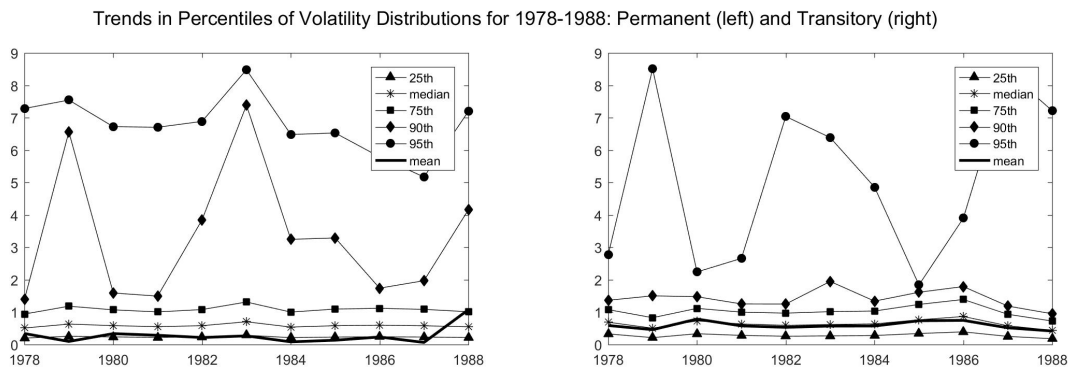 Trends in Percentiles of Volatility Distributions for 1978-1988: Permanent (left) and Transitory (right)
9
8
7
6
5
4
3
2
1
0
1978 1980 1982 1984 1986 1988
25th
median
75th
90th
95th
mean
9
8
7
6
5
4
3
2
1
0
1978 1980 1982 1984 1986 1988
25th
median
75th
90th
95th
mean